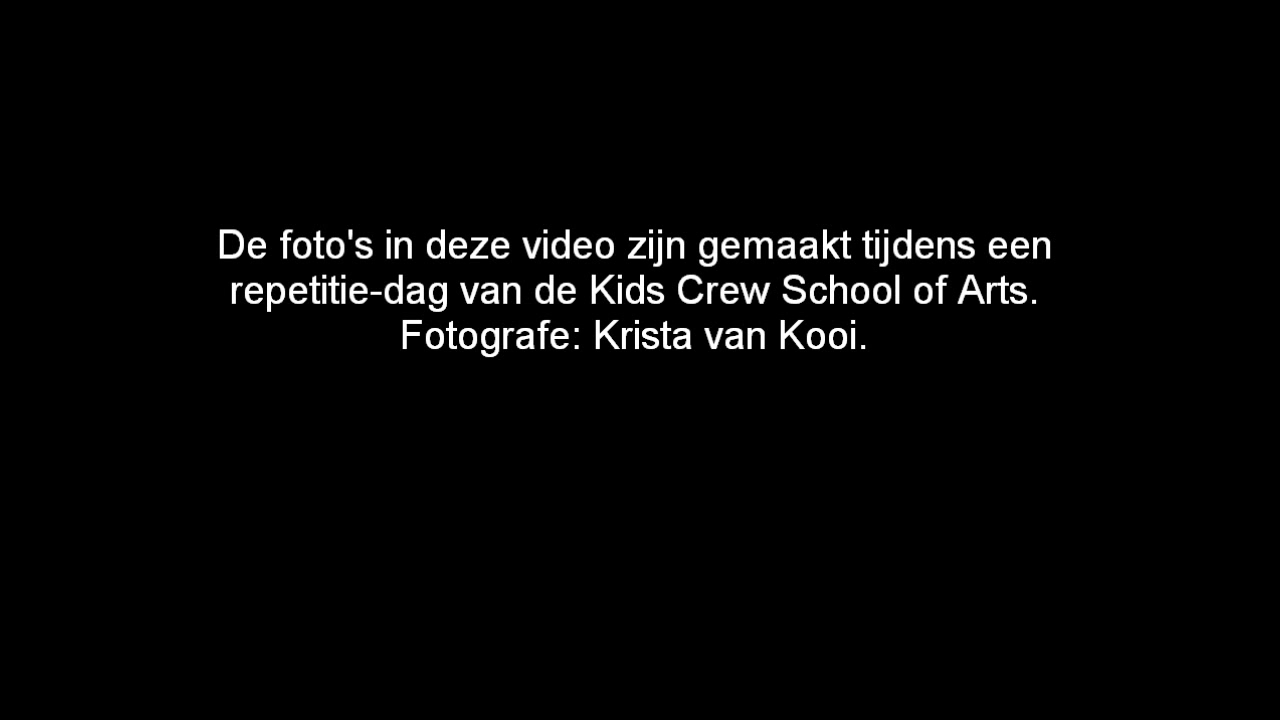 De foto's in deze video zijn gemaakt tijdens een
repetitie-dag van de Kids Crew School of Arts.
Fotografe: Krista van Kooi.